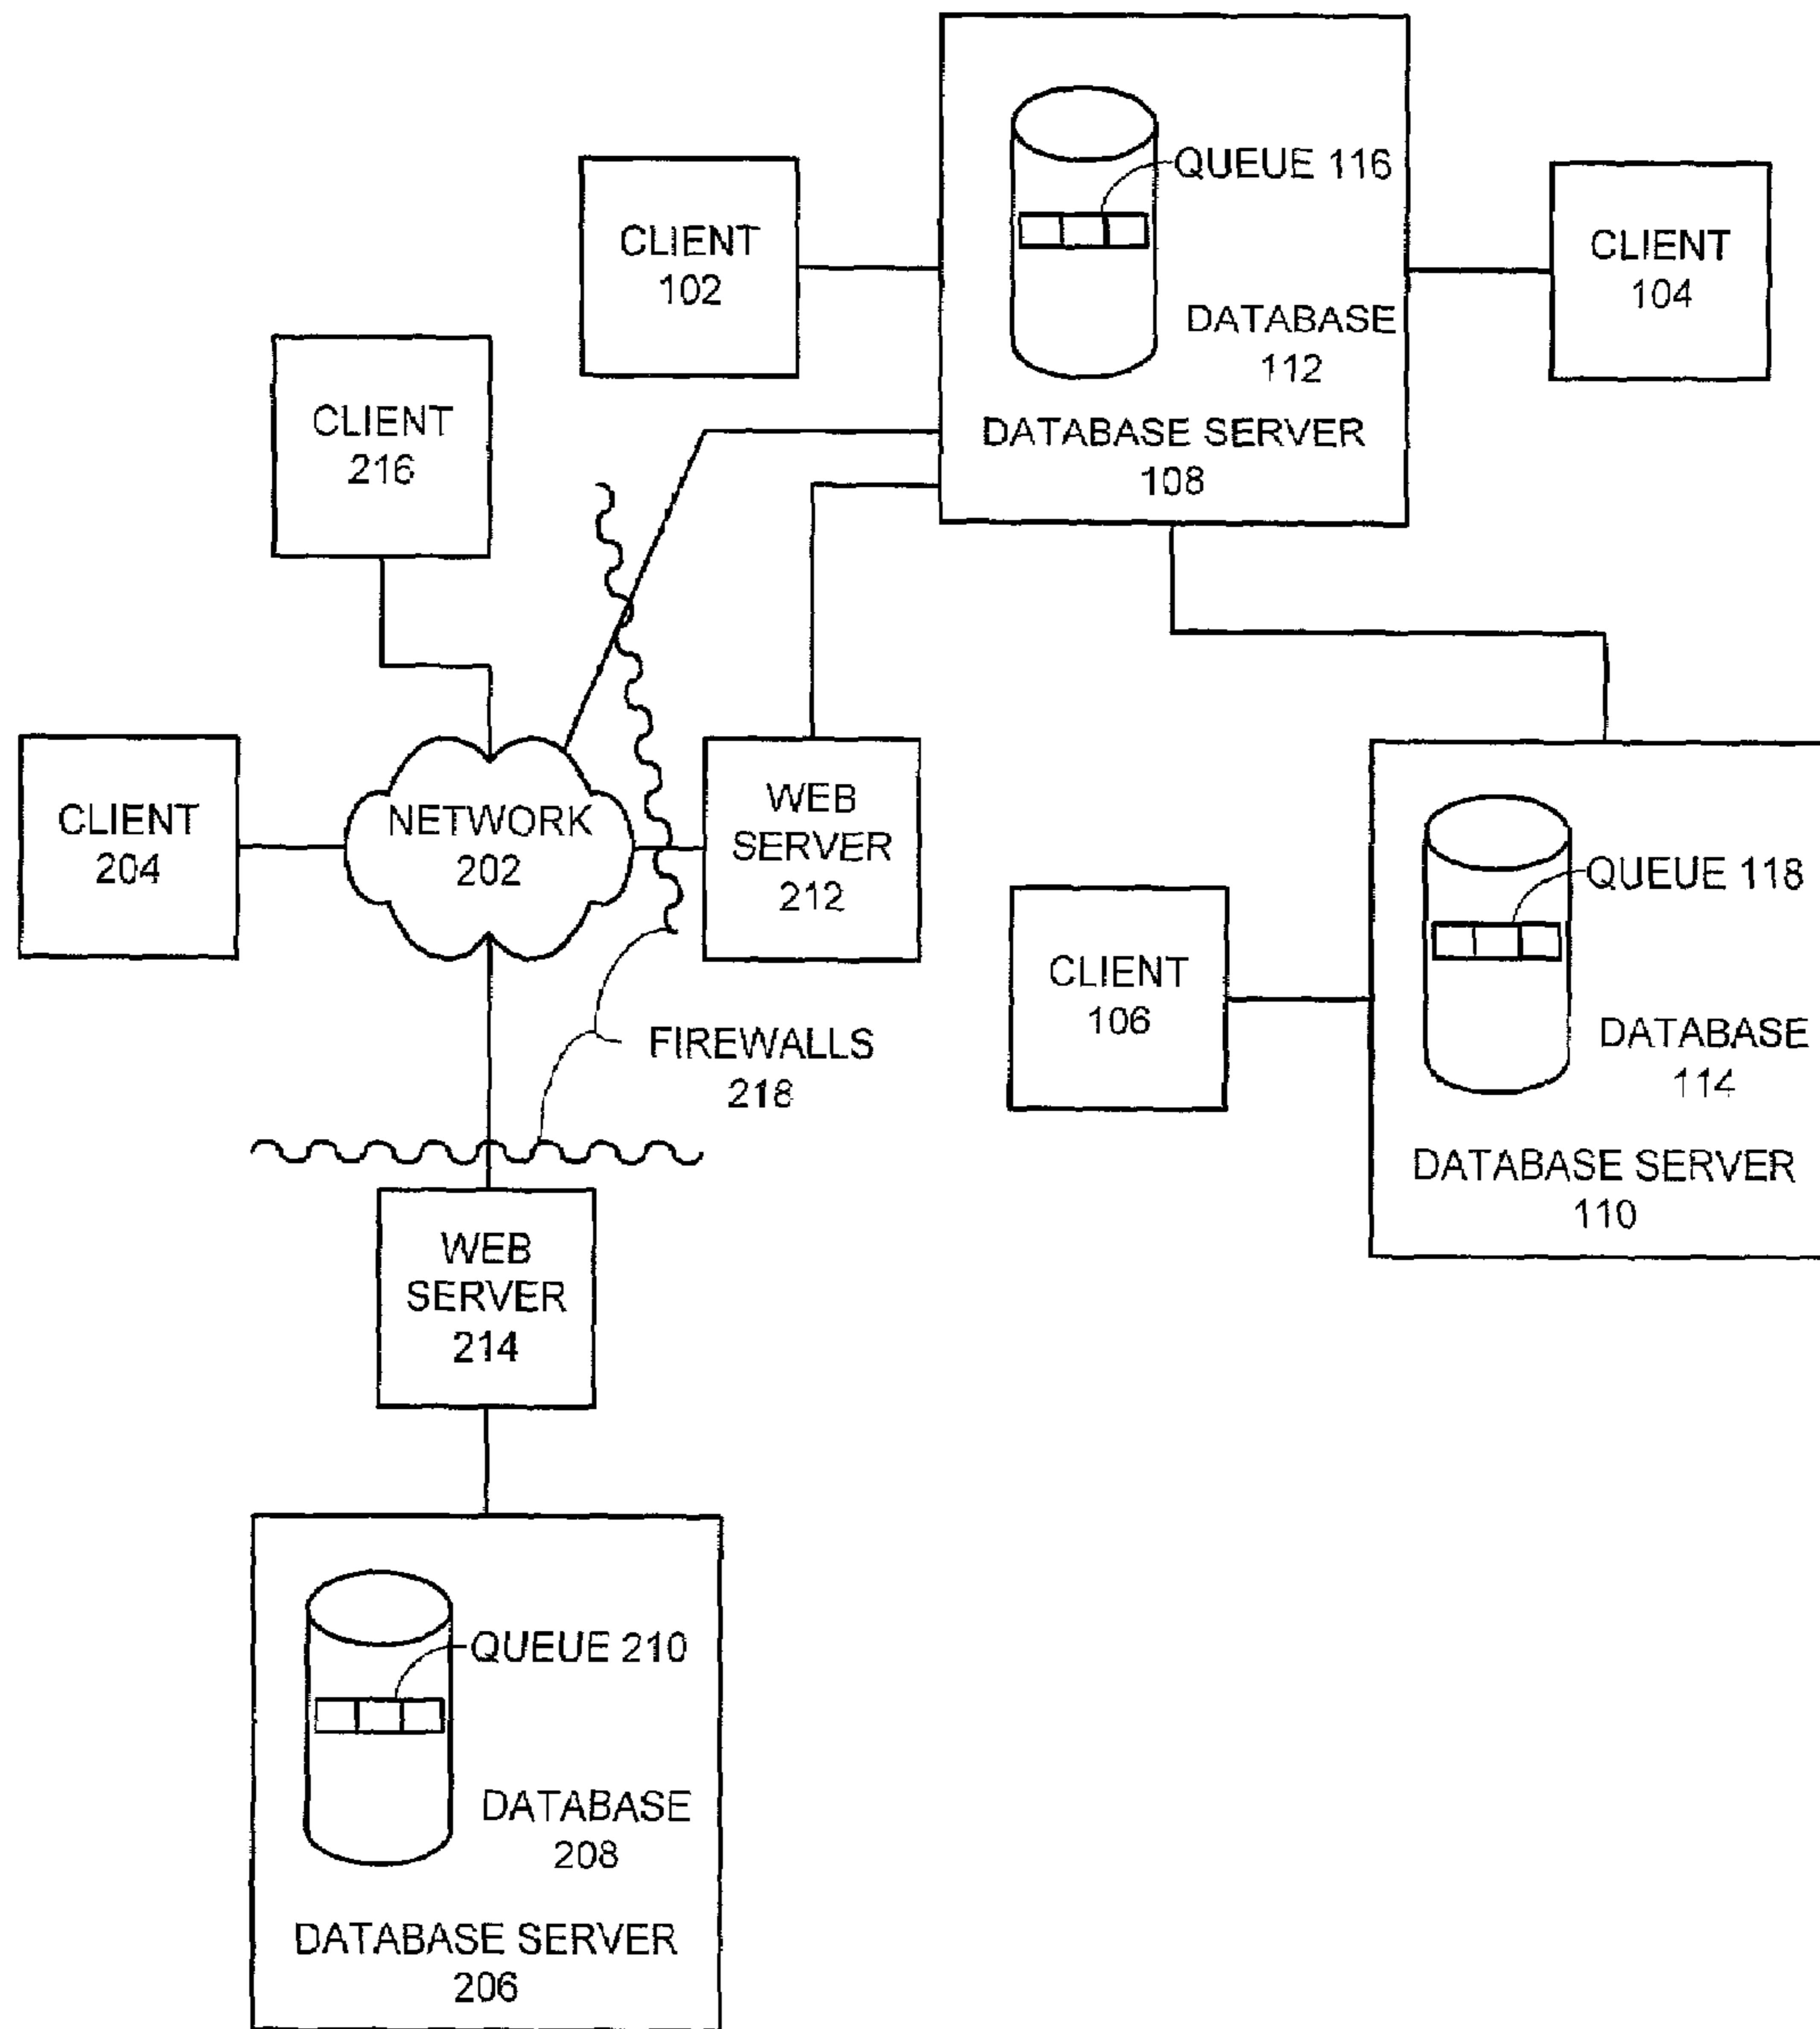 QUEUE 116
CLIENT
102
CLIENT
104
DATABASE
112
DATABASE SERVER
108
CLIENT
216
CLIENT
204
NETWORK
202
WEB
SERVER
212
QUEUE 118
CLIENT
106
DATABASE
114
DATABASE SERVER
110
FIREWALLS
218
WEB
SERVER
214
QUEUE 210
DATABASE
208
DATABASE SERVER
206